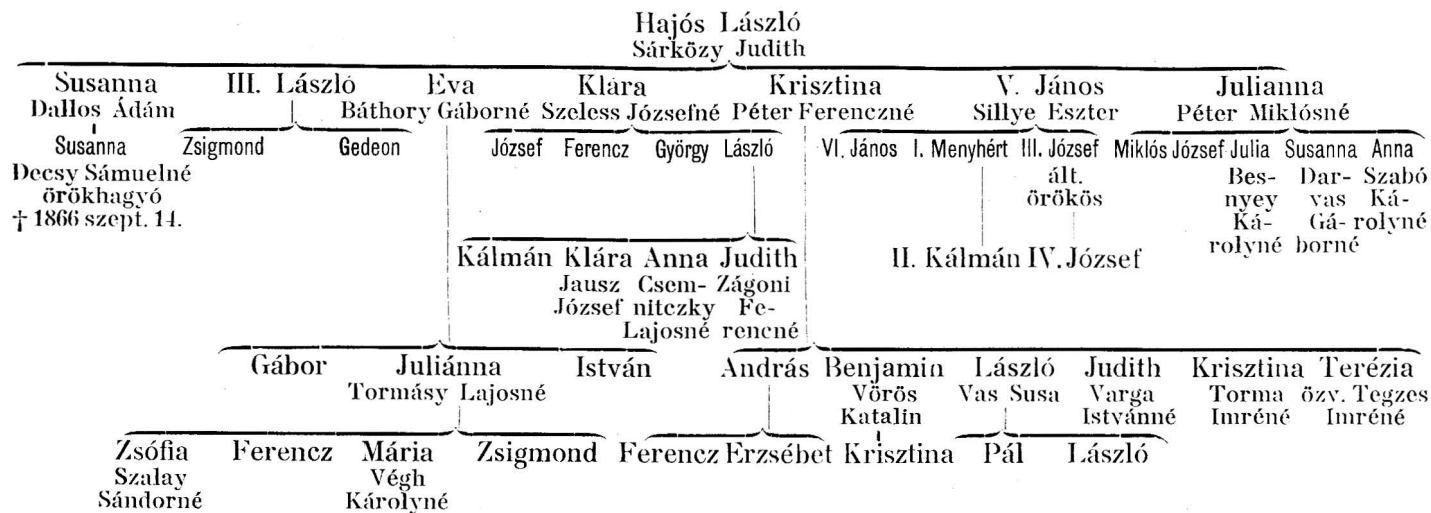 Hajós László
Sárközy Judith
Susanna III. László Eva Klára Krisztina V. János Julianna
Dallos Ádám Báthory Gáborné Szeless Józsefné Péter Ferenczné Sillye Eszter Péter Miklósné
Susanna Zsigmond Gedeon József Ferencz György László VI. János I. Menyhért III. József Miklós József Julia Susanna Anna
Decsy Sámuelné ált. Bes- Dar- Szabó
örökhagyó örökös nyey vas Ká-
† 1866 szept. 14. Ká- Gá- rolyné
rolyné borné
Kálmán Klára Anna Judith II. Kálmán IV. József
Jausz Csem- Zágoni
József nitczky Fe-
Lajosné rencné
Gábor Juliánna István András Benjamin László Judith Krisztina Terézia
Tormásy Lajosné Vörös Vas Susa Varga Torma özv. Tegzes
Katalin Istvánné Imréné Imréné
Zsófia Ferencz Mária Zsigmond Ferencz Erzsébet Krisztina Pál László
Szalay Végh
Sándorné Károlyné